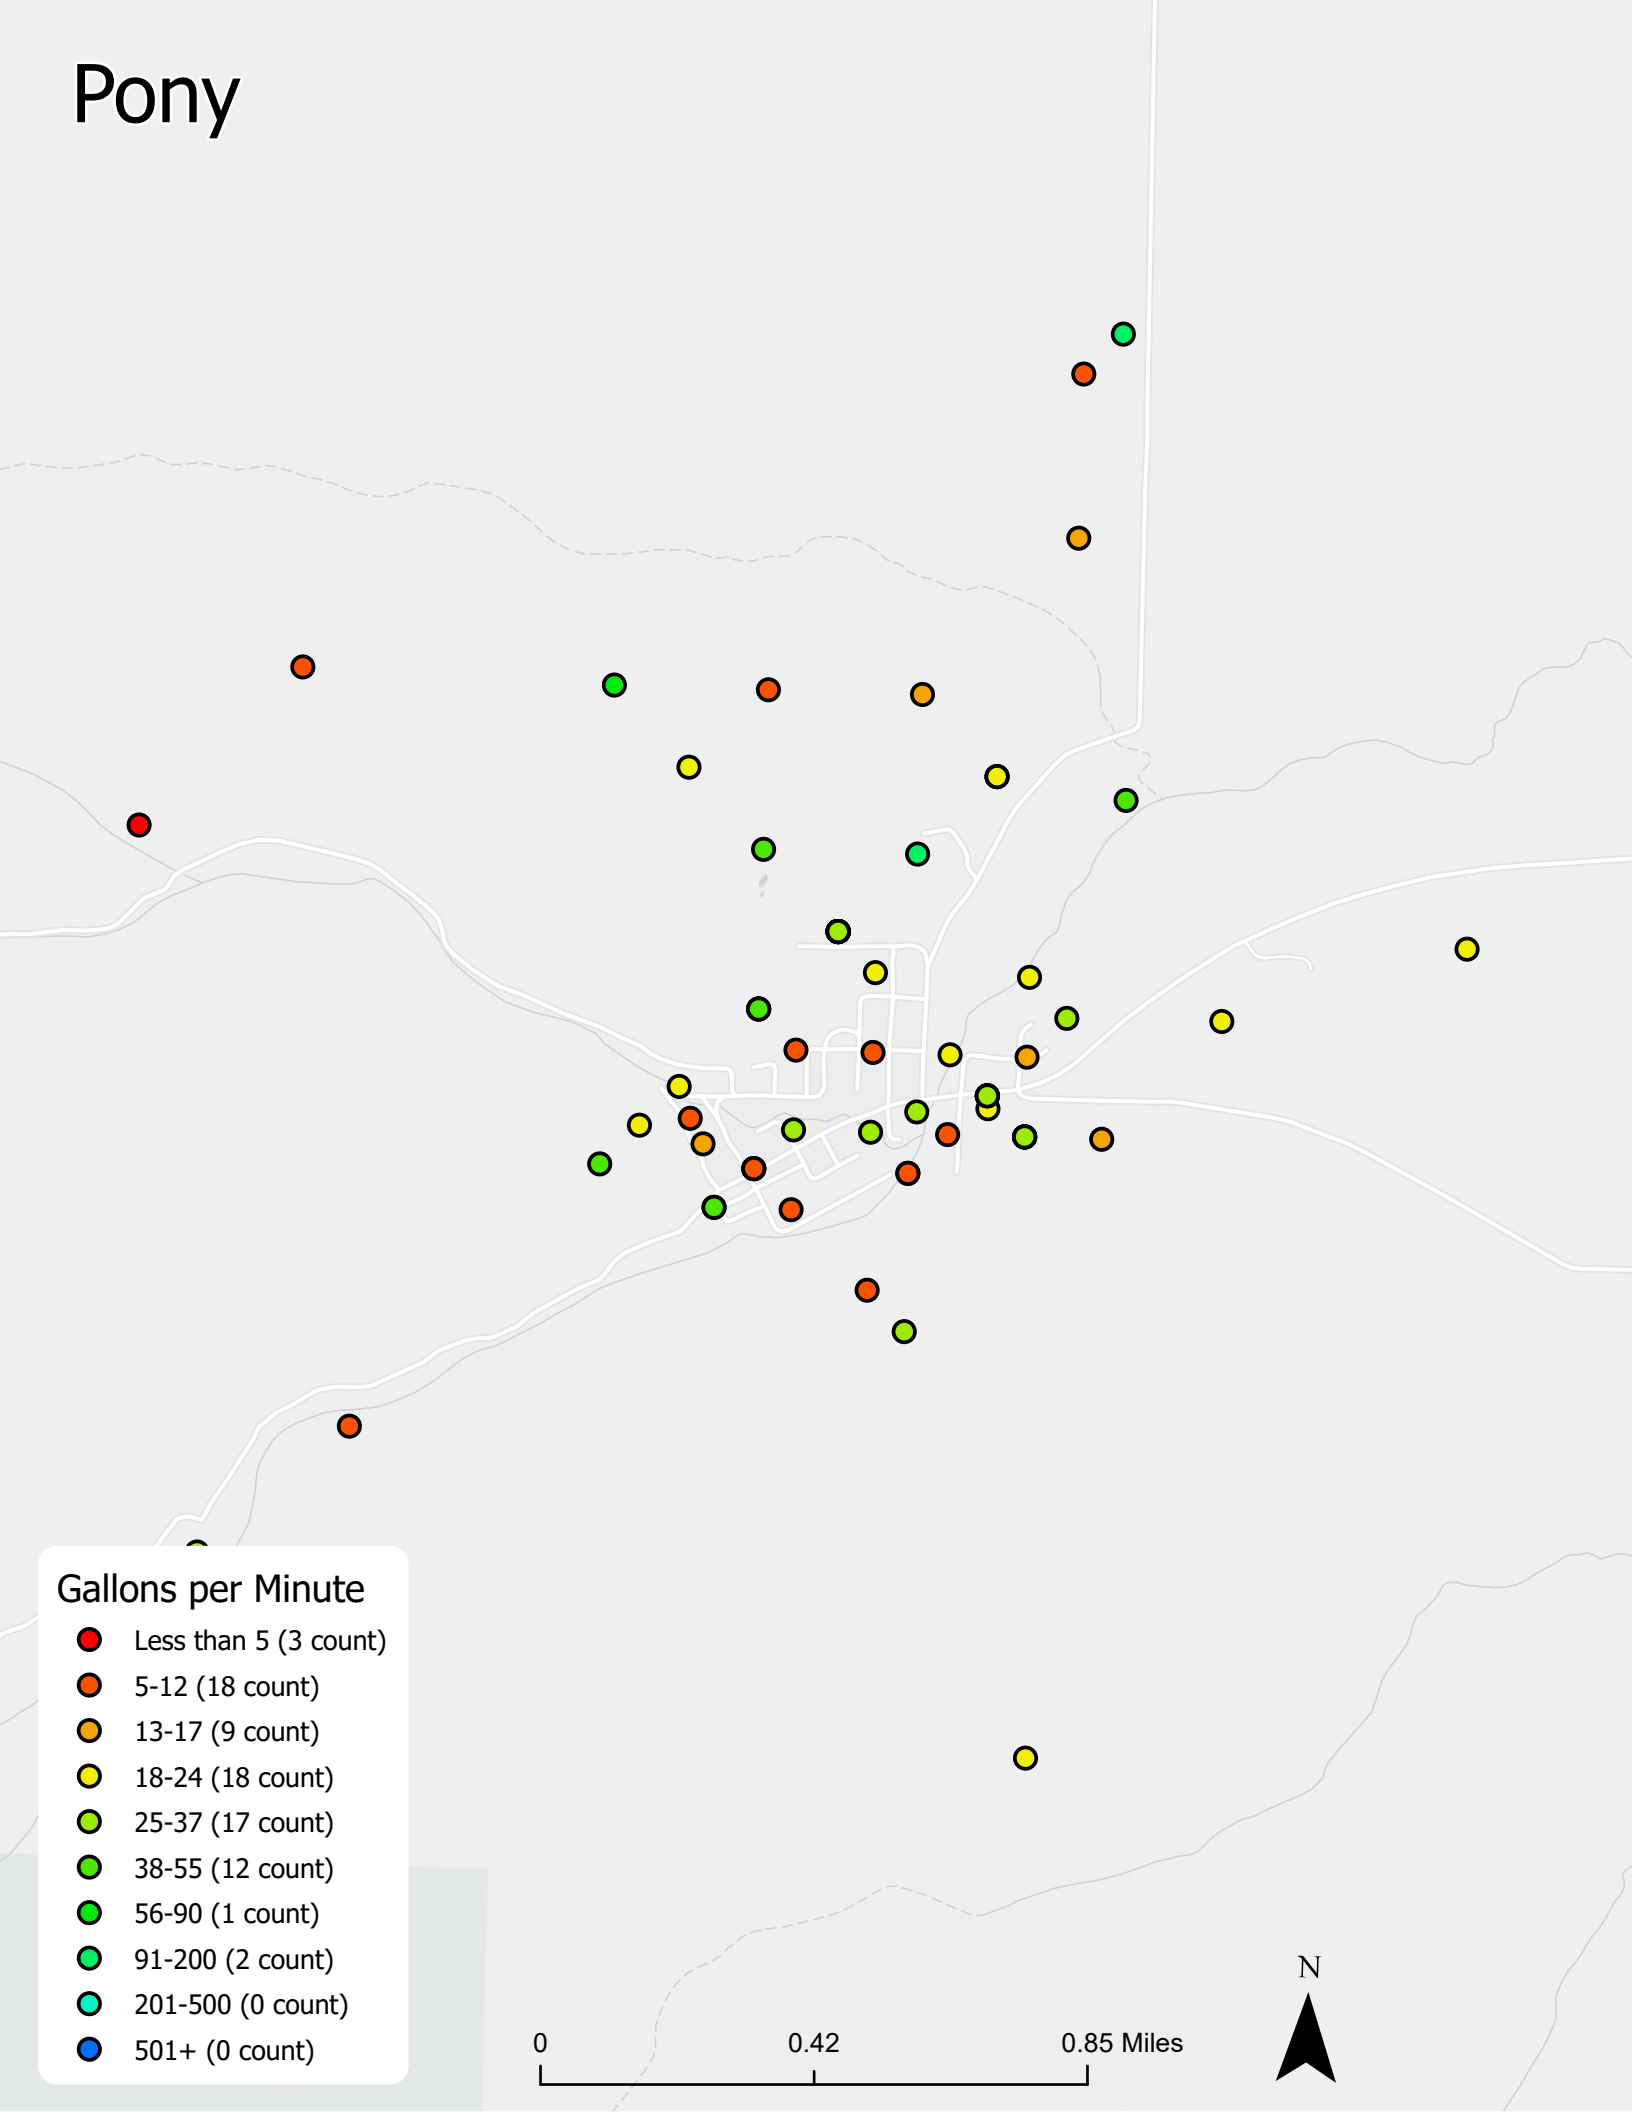 Pony
Gallons per Minute
Less than 5 (3 count)
5-12 (18 count)
13-17 (9 count)
18-24 (18 count)
25-37 (17 count)
38-55 (12 count)
56-90 (1 count)
91-200 (2 count)
201-500 (0 count)
501+ (0 count)
0 0.42 0.85 Miles
N